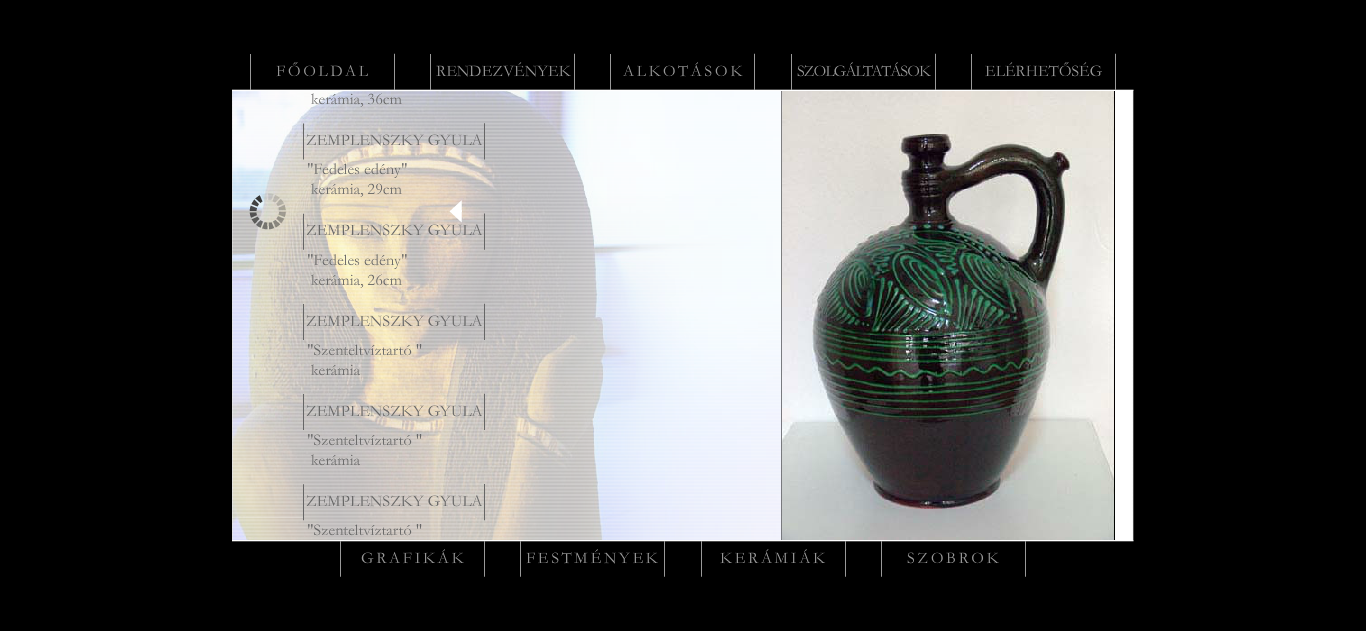 FŐOLDAL
RENDEZVÉNYEK
ALKOTÁSOK
SZOLGÁLTATÁSOK
ELÉRHETŐSÉG
kerámia, 36cm
ZEMPLENSZKY GYULA
"Fedeles edény"
kerámia, 29cm
ZEMPLENSZKY GYULA
"Fedeles edény"
kerámia, 26cm
ZEMPLENSZKY GYULA
"Szenteltvíztartó "
kerámia
ZEMPLENSZKY GYULA
"Szenteltvíztartó "
kerámia
ZEMPLENSZKY GYULA
"Szenteltvíztartó "
GRAFIKÁK
FESTMÉNYEK
KERÁMIÁK
SZOBROK